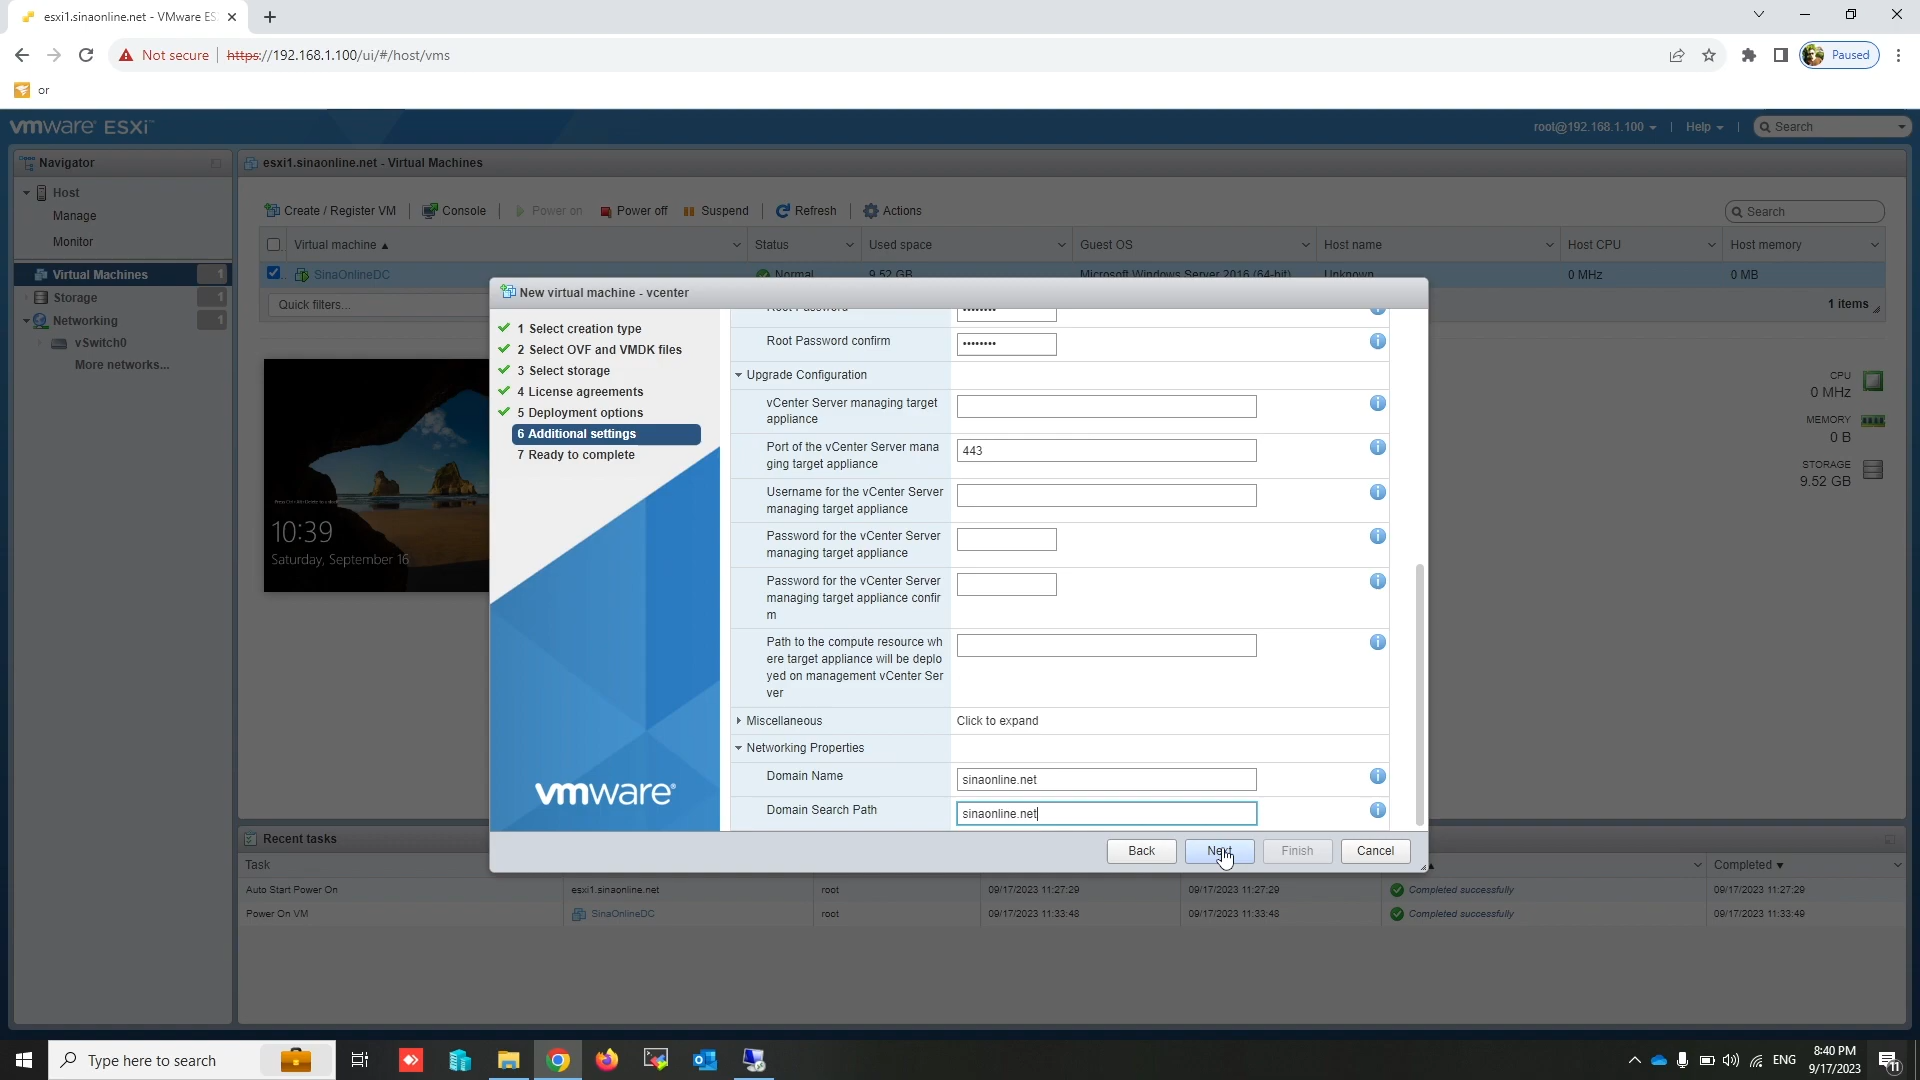 esxi1.sinaonline.net - VMware ES
Not secure
https://192.168.1.100/ui/#/host/vms
Paused
or
vmware ESXi™
root@192.168.1.100
Help
Search
Navigator
Host
Manage
Monitor
Virtual Machines
1
Storage
1
Networking
1
vSwitch0
More networks...
esxi1.sinaonline.net - Virtual Machines
Create / Register VM
Console
Power on
Power off
Suspend
Refresh
Actions
Search
Virtual machine
Status
Used space
Guest OS
Host name
Host CPU
Host memory
SinaOnlineDC
Normal
9.52 GB
Microsoft Windows Server 2016 (64-bit)
Unknown
0 MHz
0 MB
Quick filters...
1 items
10:39
Saturday, September 16
CPU
0 MHz
MEMORY
0 B
STORAGE
9.52 GB
New virtual machine - vcenter
1 Select creation type
2 Select OVF and VMDK files
3 Select storage
4 License agreements
5 Deployment options
6 Additional settings
7 Ready to complete
vmware®
Root Password
Root Password confirm
••••••••
Upgrade Configuration
vCenter Server managing target
appliance
Port of the vCenter Server mana
ging target appliance
443
Username for the vCenter Server
managing target appliance
Password for the vCenter Server
managing target appliance
Password for the vCenter Server
managing target appliance confir
m
Path to the compute resource wh
ere target appliance will be deplo
yed on management vCenter Ser
ver
Miscellaneous
Click to expand
Networking Properties
Domain Name
sinaonline.net
Domain Search Path
sinaonline.net
Back
Next
Finish
Cancel
Recent tasks
Task
Completed
Auto Start Power On
esxi1.sinaonline.net
root
09/17/2023 11:27:29
09/17/2023 11:27:29
Completed successfully
09/17/2023 11:27:29
Power On VM
SinaOnlineDC
root
09/17/2023 11:33:48
09/17/2023 11:33:48
Completed successfully
09/17/2023 11:33:49
Type here to search
ENG
8:40 PM
9/17/2023
11